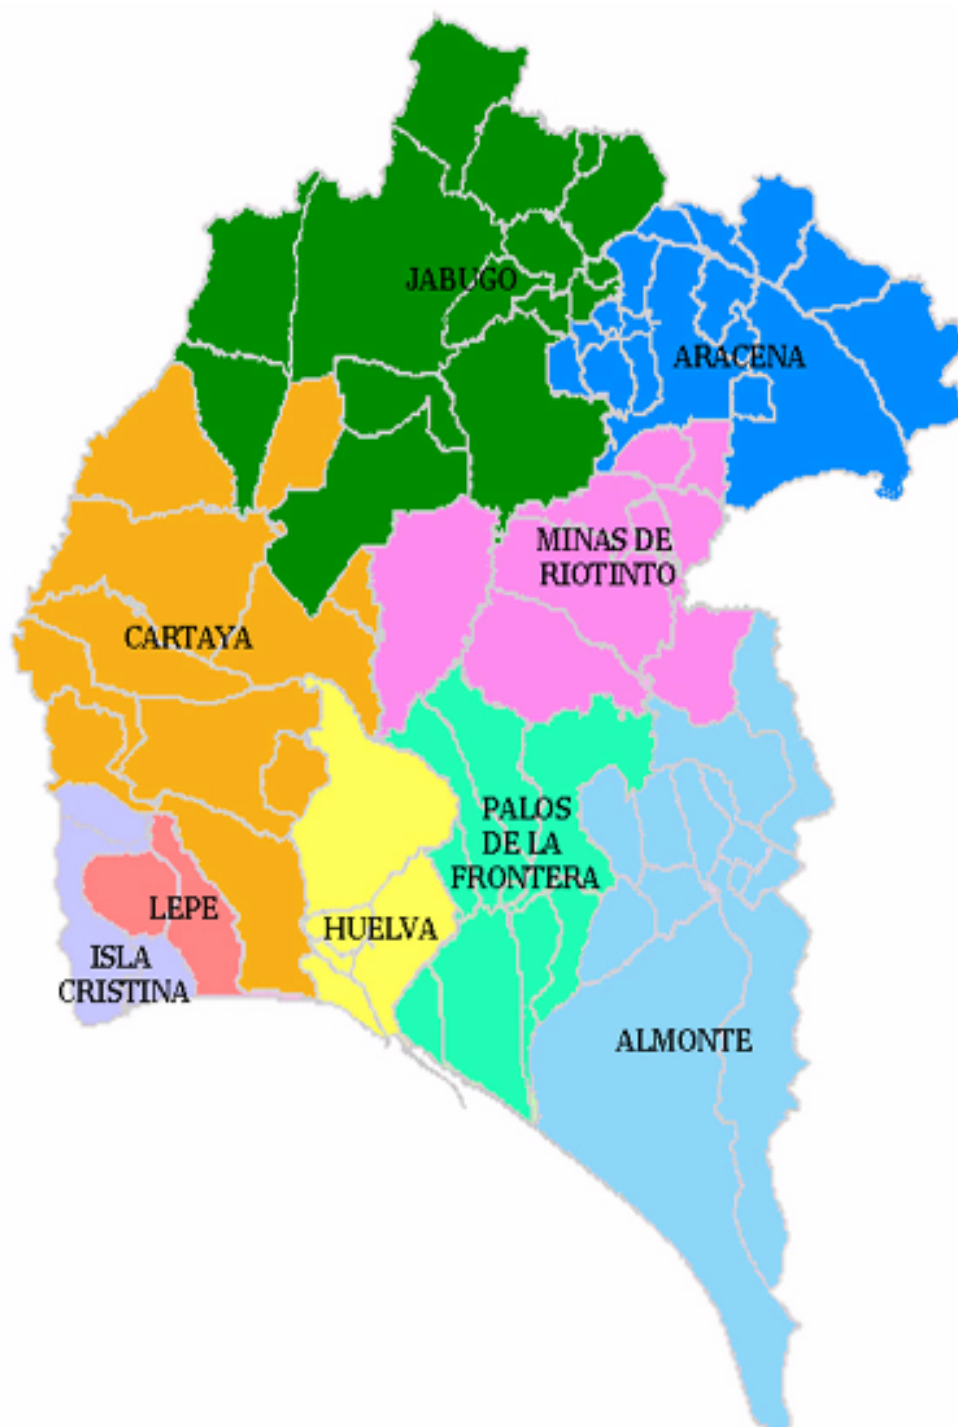 JABUGO
ARACENA
MINAS DE
RIOTINTO
CARTAYA
PALOS
DE LA
FRONTERA
LEPE
HUELVA
ISLA
CRISTINA
ALMONTE